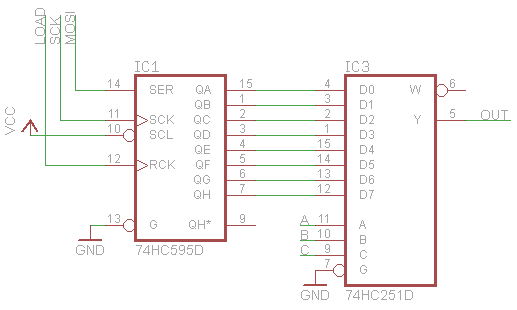 LOAD
SCK
MOSI
VCC
IC1
14 SER QA 15
QB 1
11 SCK QC 2
10 SCL QD 3
QE 4
12 RCK QF 5
QG 6
QH 7
13 G QH* 9
GND
74HC595D
IC3
4 D0 W 6
3 D1
2 D2 Y 5 OUT
1 D3
15 D4
14 D5
13 D6
12 D7
A 11 A
B 10 B
C 9 C
7 G
GND
74HC251D